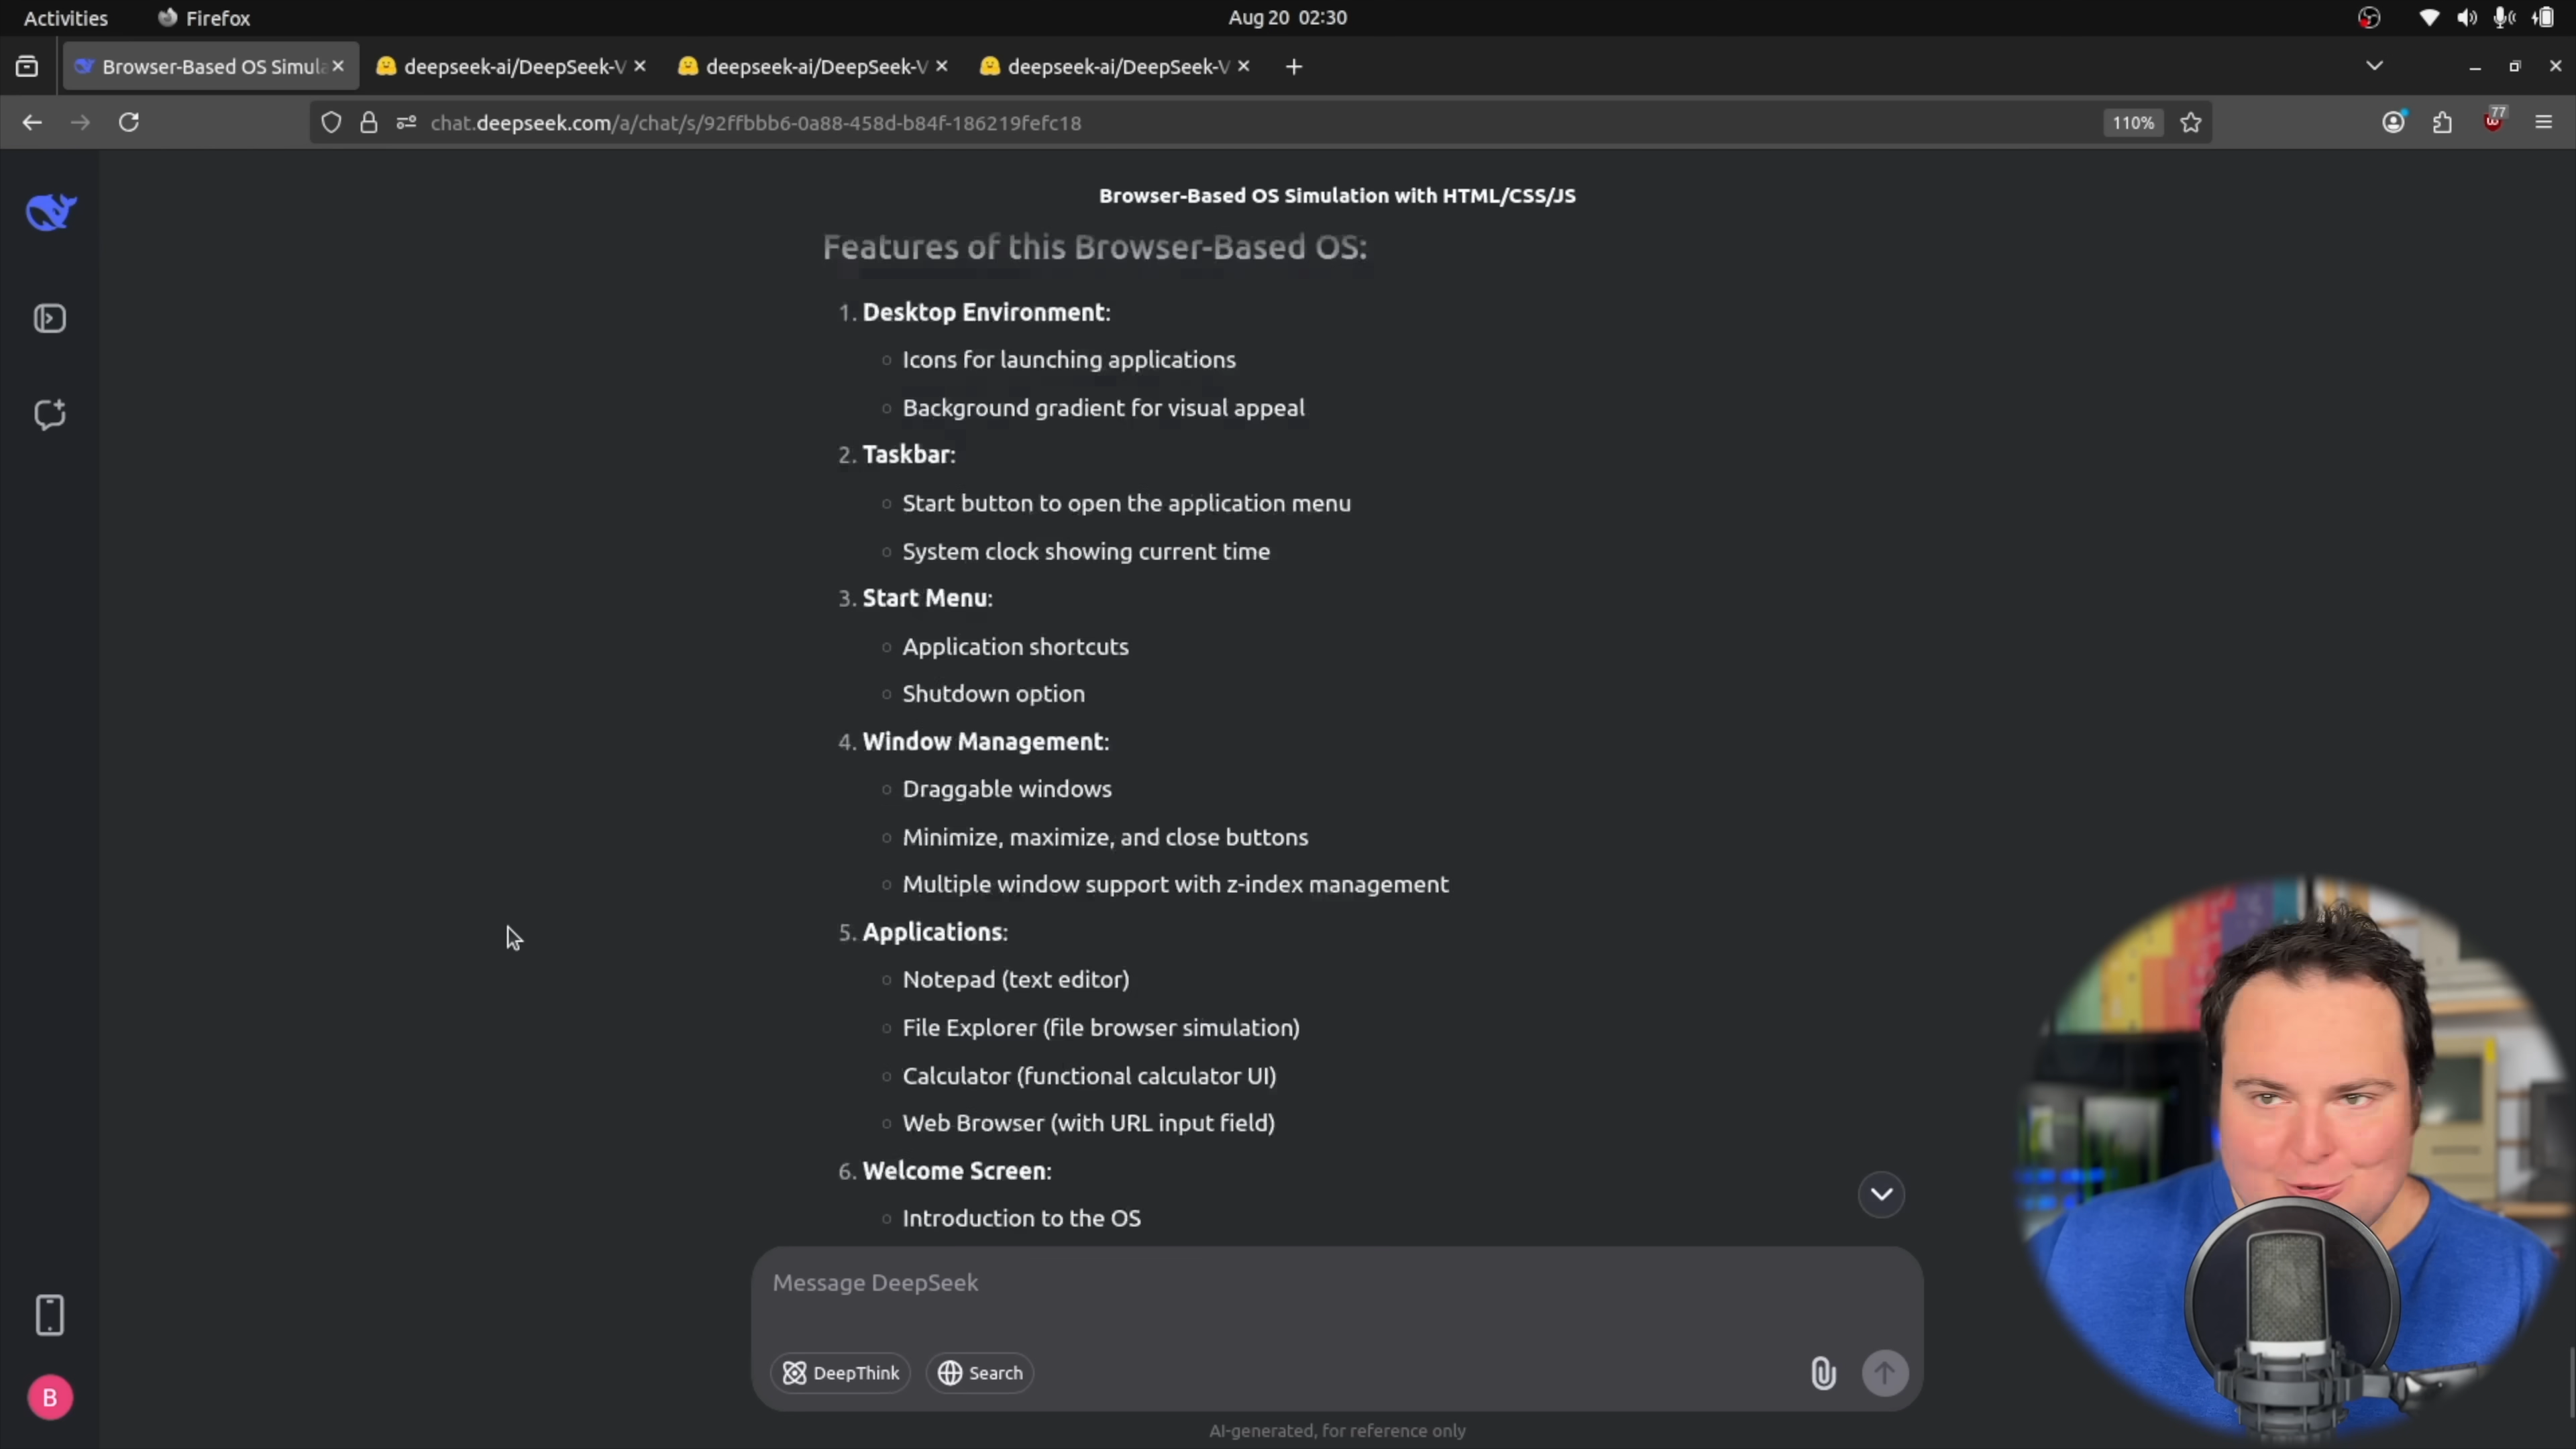 Activities Firefox Aug 20 02:30
Browser-Based OS Simula deepseek-ai/DeepSeek-V deepseek-ai/DeepSeek-V deepseek-ai/DeepSeek-V
chat.deepseek.com/a/chat/s/92ffbbb6-0a88-458d-b84f-186219fefc18 110% 77
Browser-Based OS Simulation with HTML/CSS/JS
Features of this Browser-Based OS:
1. Desktop Environment:
Icons for launching applications
Background gradient for visual appeal
2. Taskbar:
Start button to open the application menu
System clock showing current time
3. Start Menu:
Application shortcuts
Shutdown option
4. Window Management:
Draggable windows
Minimize, maximize, and close buttons
Multiple window support with z-index management
5. Applications:
Notepad (text editor)
File Explorer (file browser simulation)
Calculator (functional calculator UI)
Web Browser (with URL input field)
6. Welcome Screen:
Introduction to the OS
Message DeepSeek
DeepThink Search
B
AI-generated, for reference only